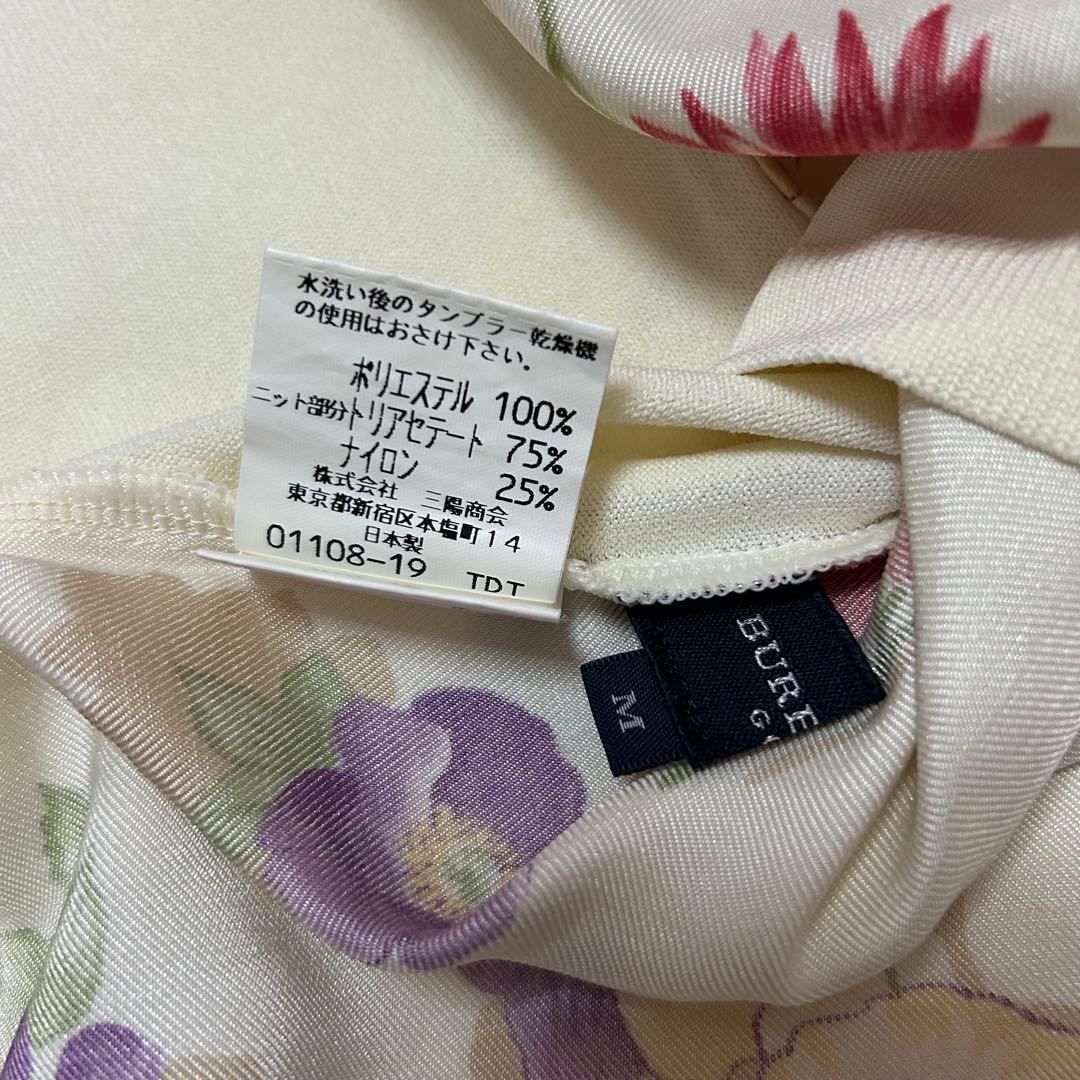 水洗い後のタンブラー乾燥機
の使用はおさけ下さい。
ポリエステル 100%
ニット部分トリアセテート 75%
ナイロン 25%
株式会社 三陽商会
東京都新宿区本塩町14
日本製
01108-19 TDT
BURB
M